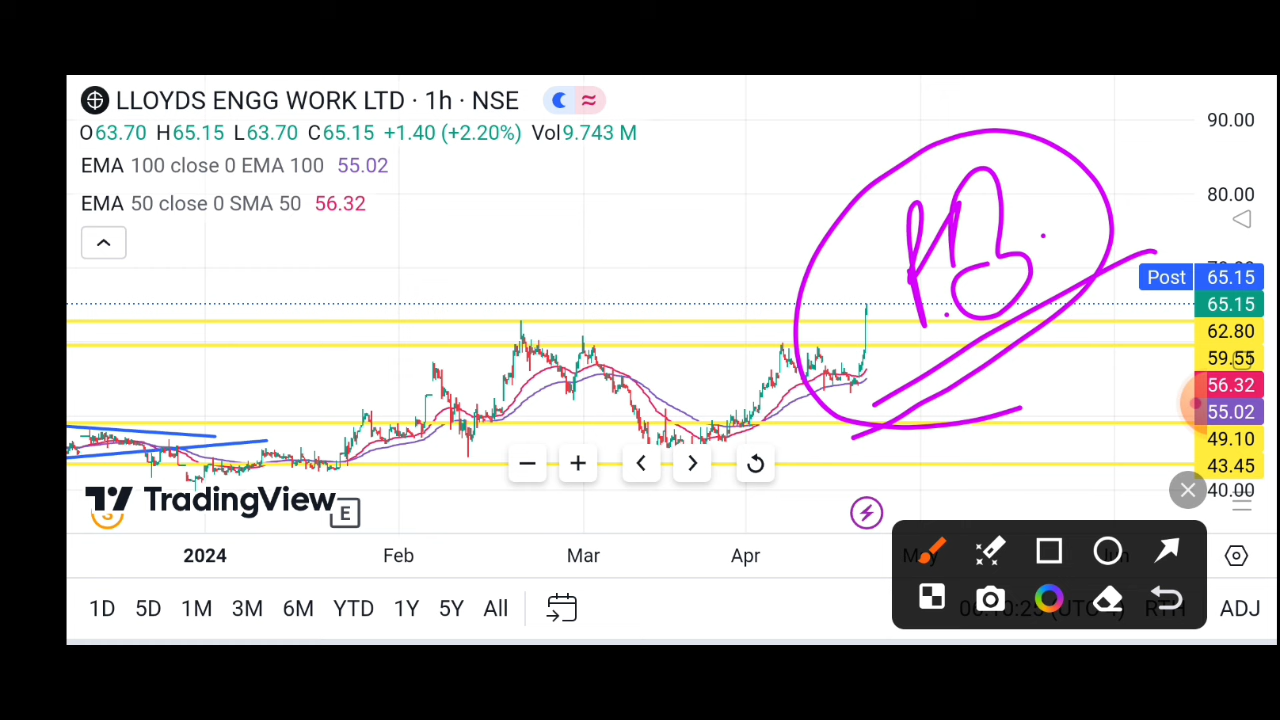 LLOYDS ENGG WORK LTD · 1h · NSE
O63.70 H65.15 L63.70 C65.15 +1.40 (+2.20%) Vol9.743 M
EMA 100 close 0 EMA 100 55.02
EMA 50 close 0 SMA 50 56.32
90.00
80.00
Post 65.15
65.15
62.80
59.55
56.32
55.02
49.10
43.45
40.00
TradingView
E
2024 Feb Mar Apr
1D 5D 1M 3M 6M YTD 1Y 5Y All ADJ